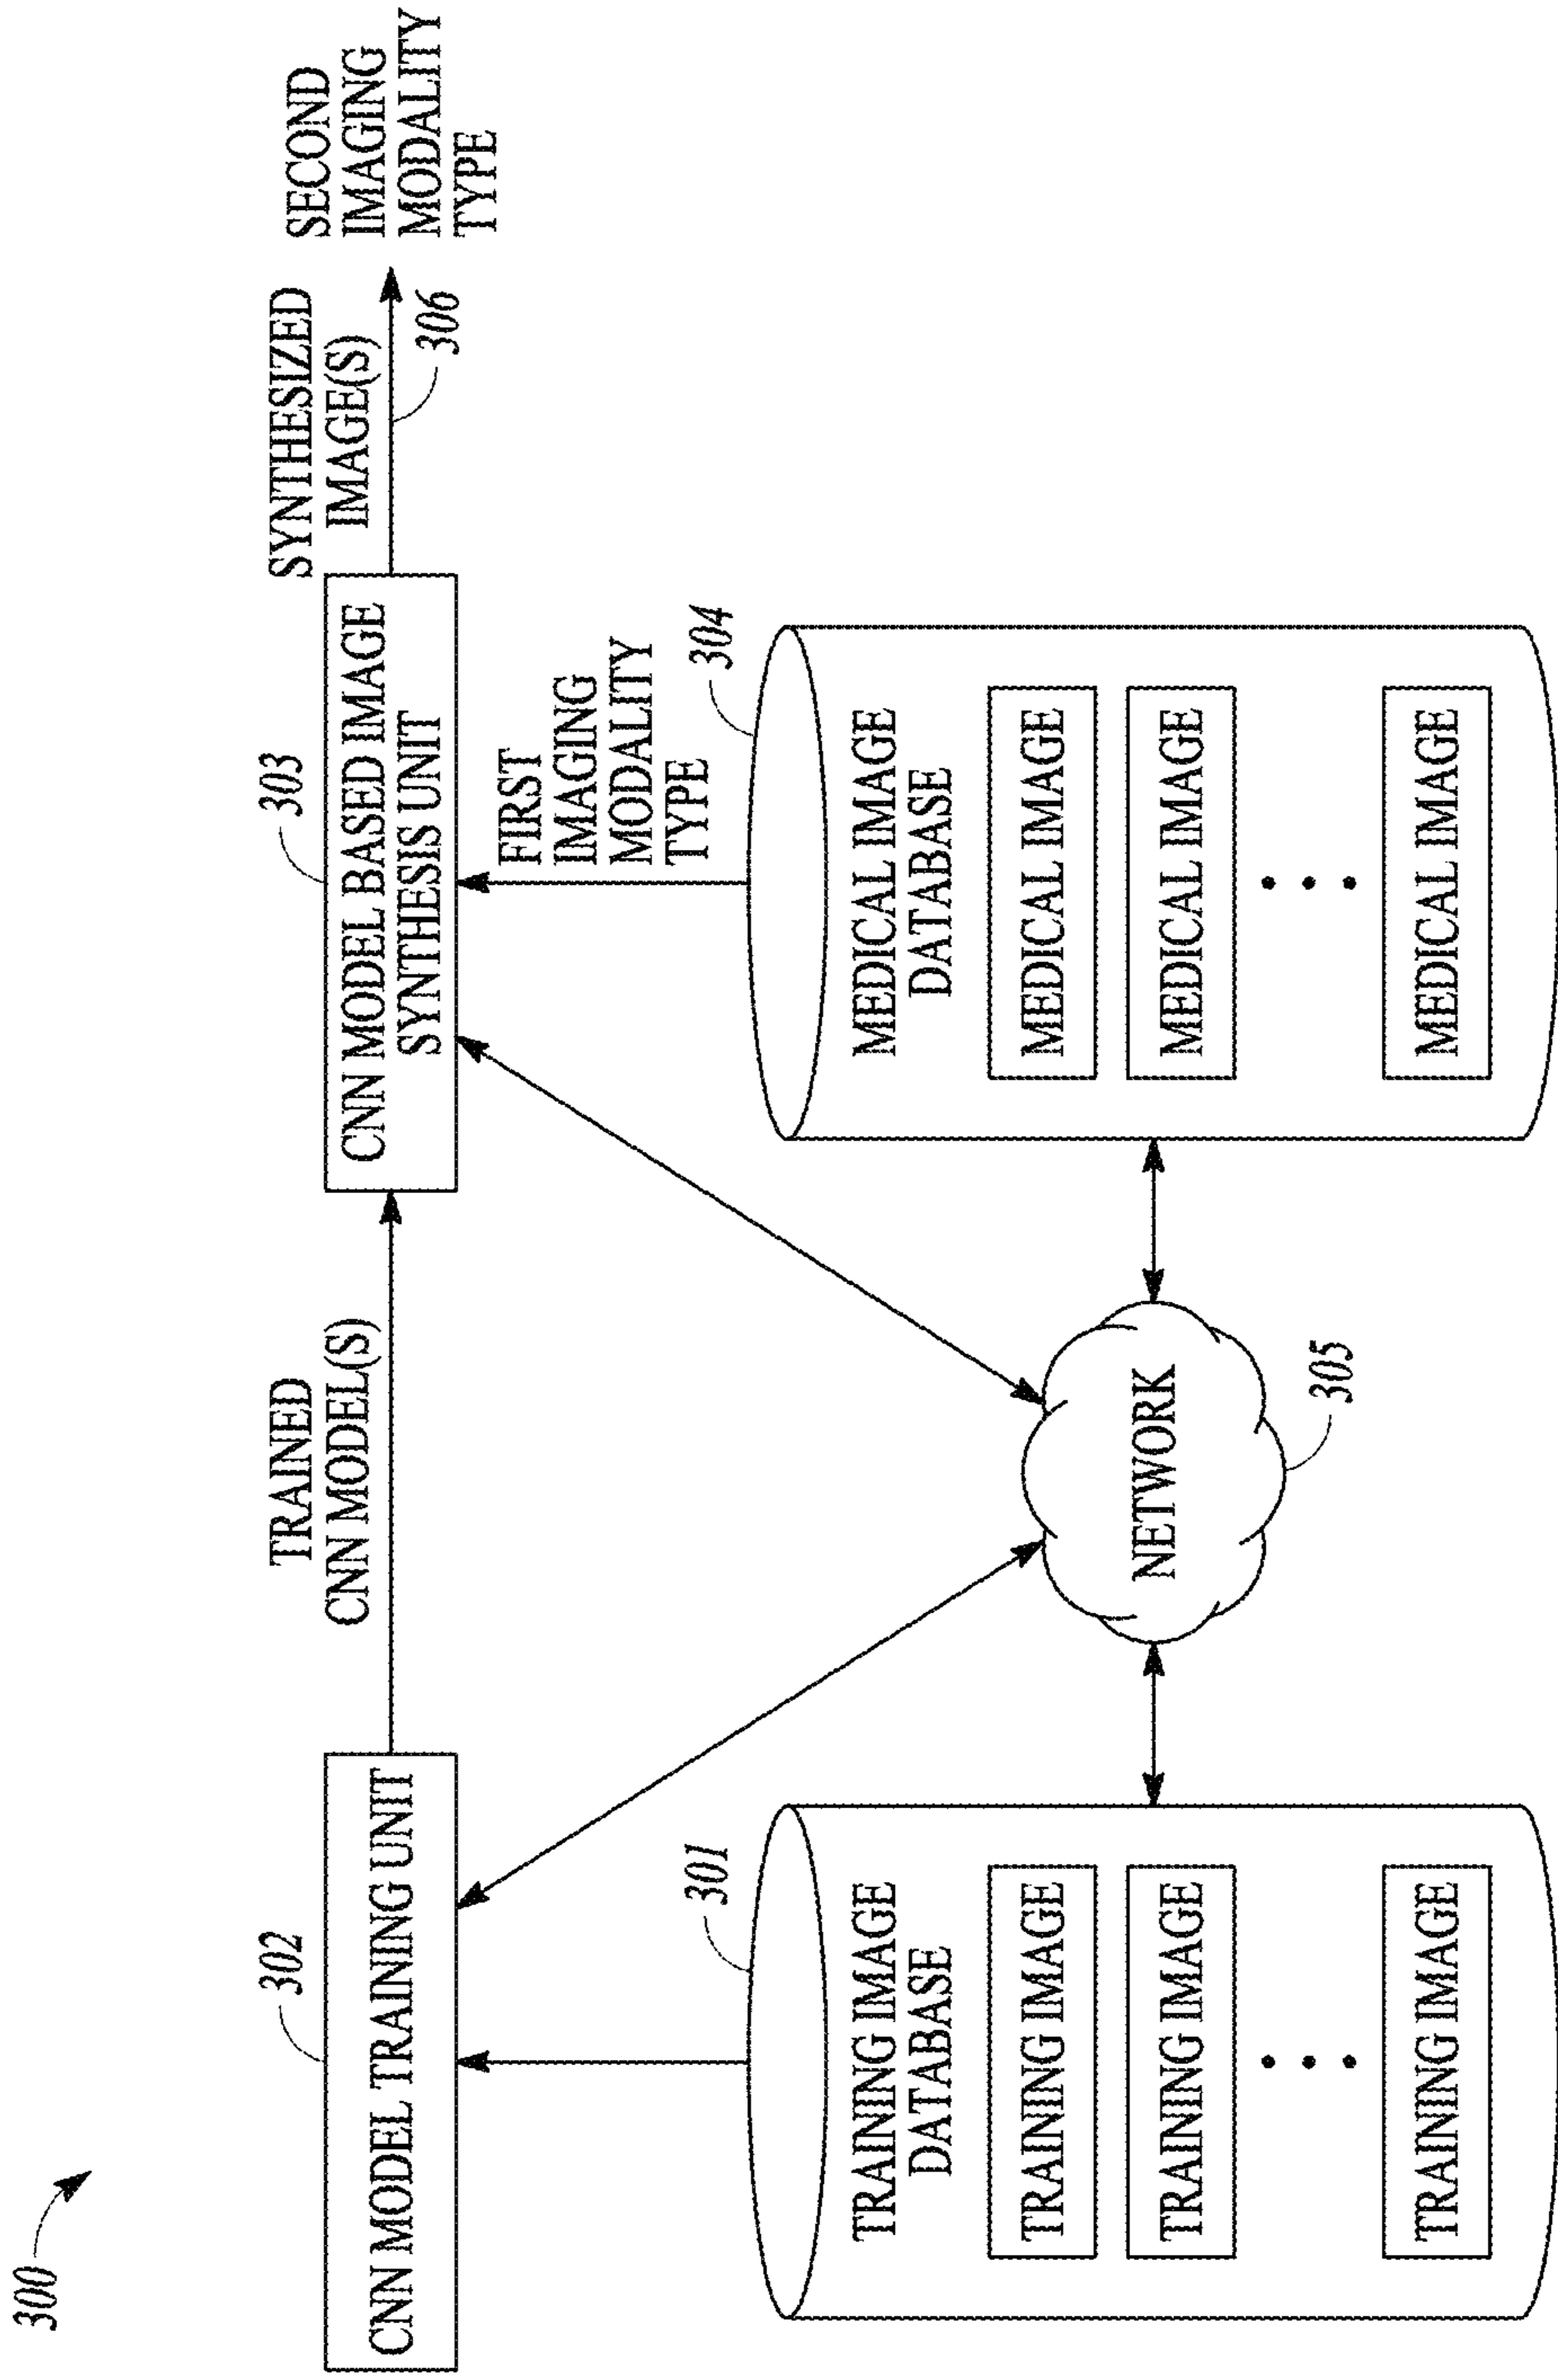 300
302
CNN MODEL TRAINING UNIT
TRAINED
CNN MODEL(S)
303
CNN MODEL BASED IMAGE
SYNTHESIS UNIT
SYNTHESIZED
IMAGE(S)
306
SECOND
IMAGING
MODALITY
TYPE
301
TRAINING IMAGE
DATABASE
TRAINING IMAGE
TRAINING IMAGE
TRAINING IMAGE
NETWORK
305
FIRST
IMAGING
MODALITY
TYPE
304
MEDICAL IMAGE
DATABASE
MEDICAL IMAGE
MEDICAL IMAGE
MEDICAL IMAGE